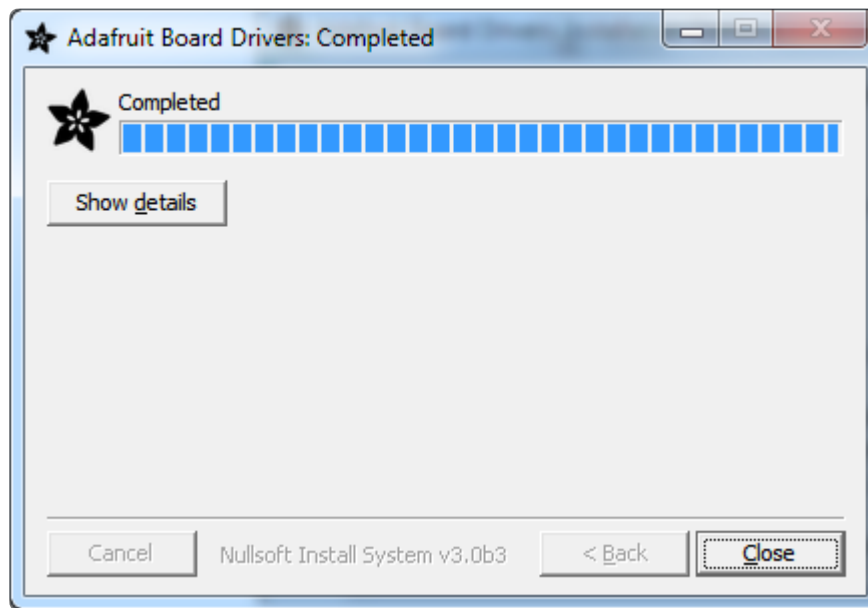 Adafruit Board Drivers: Completed
Completed
Show details
Cancel
Nullsoft Install System v3.0b3
< Back
Close